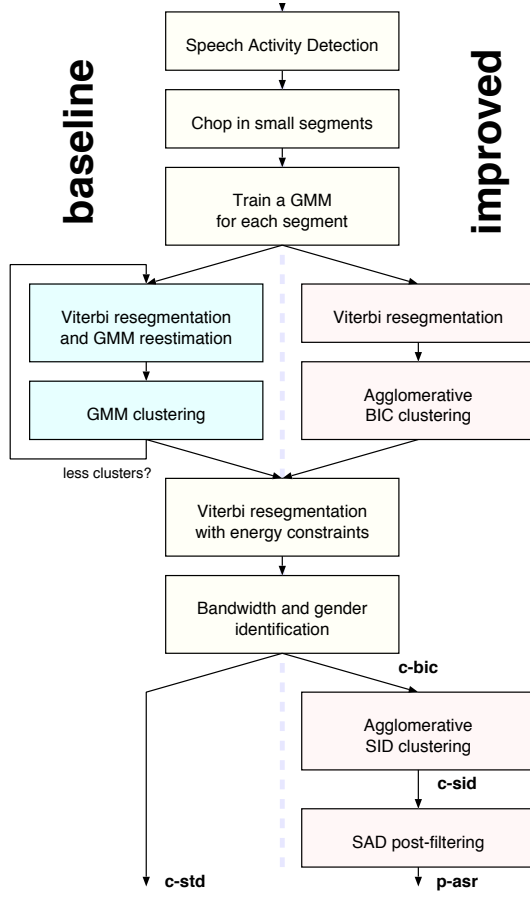 baseline
improved
Speech Activity Detection
Chop in small segments
Train a GMM
for each segment
Viterbi resegmentation
and GMM reestimation
Viterbi resegmentation
GMM clustering
Agglomerative
BIC clustering
less clusters?
Viterbi resegmentation
with energy constraints
Bandwidth and gender
identification
c-bic
Agglomerative
SID clustering
c-sid
SAD post-filtering
c-std
p-asr